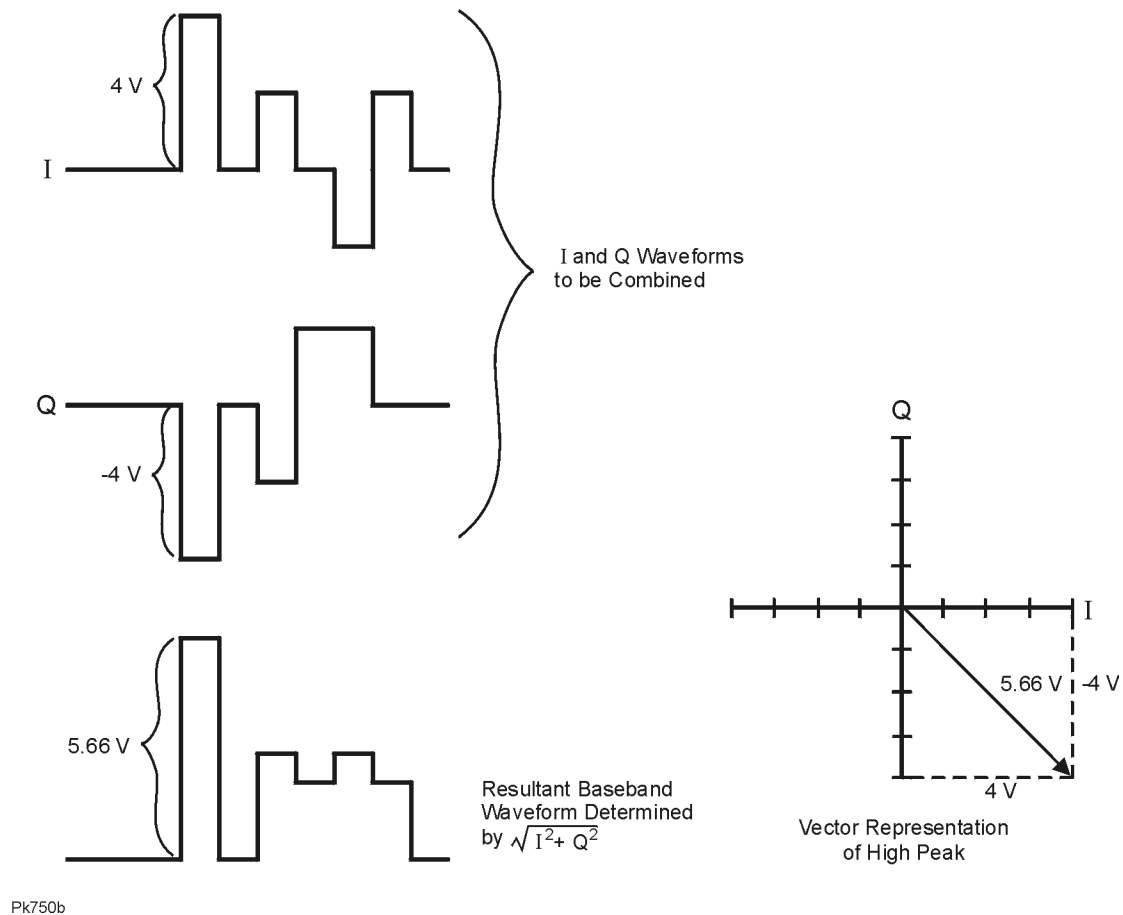 4 V
I
I and Q Waveforms
to be Combined
Q
-4 V
Q
I
5.66 V
-4 V
4 V
5.66 V
Resultant Baseband
Waveform Determined
by √I²+ Q²
Vector Representation
of High Peak
Pk750b